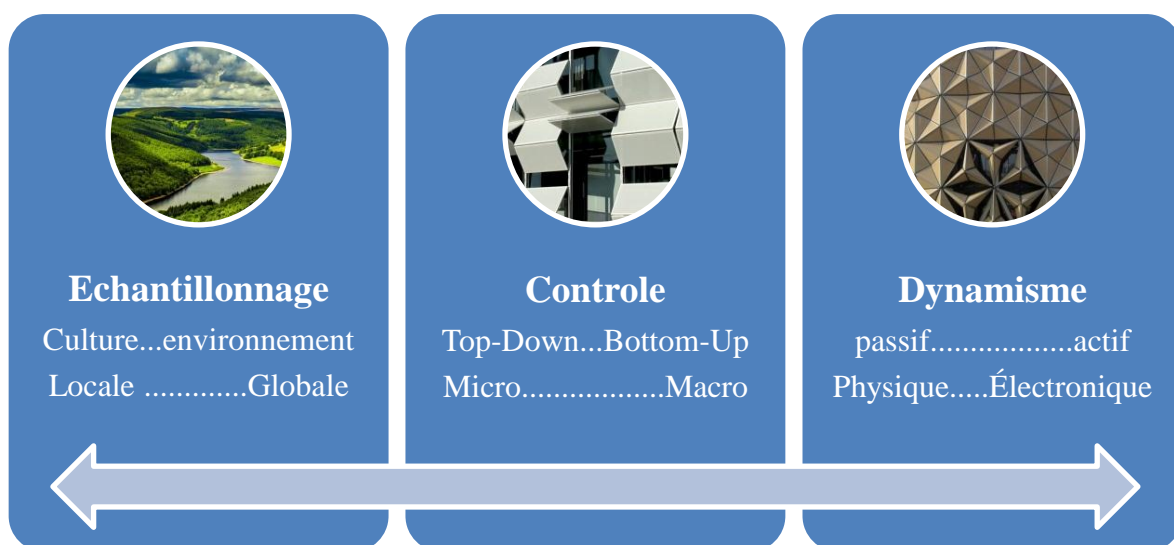 Echantillonnage
Culture...environnement
Locale .............Globale
Controle
Top-Down...Bottom-Up
Micro..................Macro
Dynamisme
passif..................actif
Physique.....Électronique